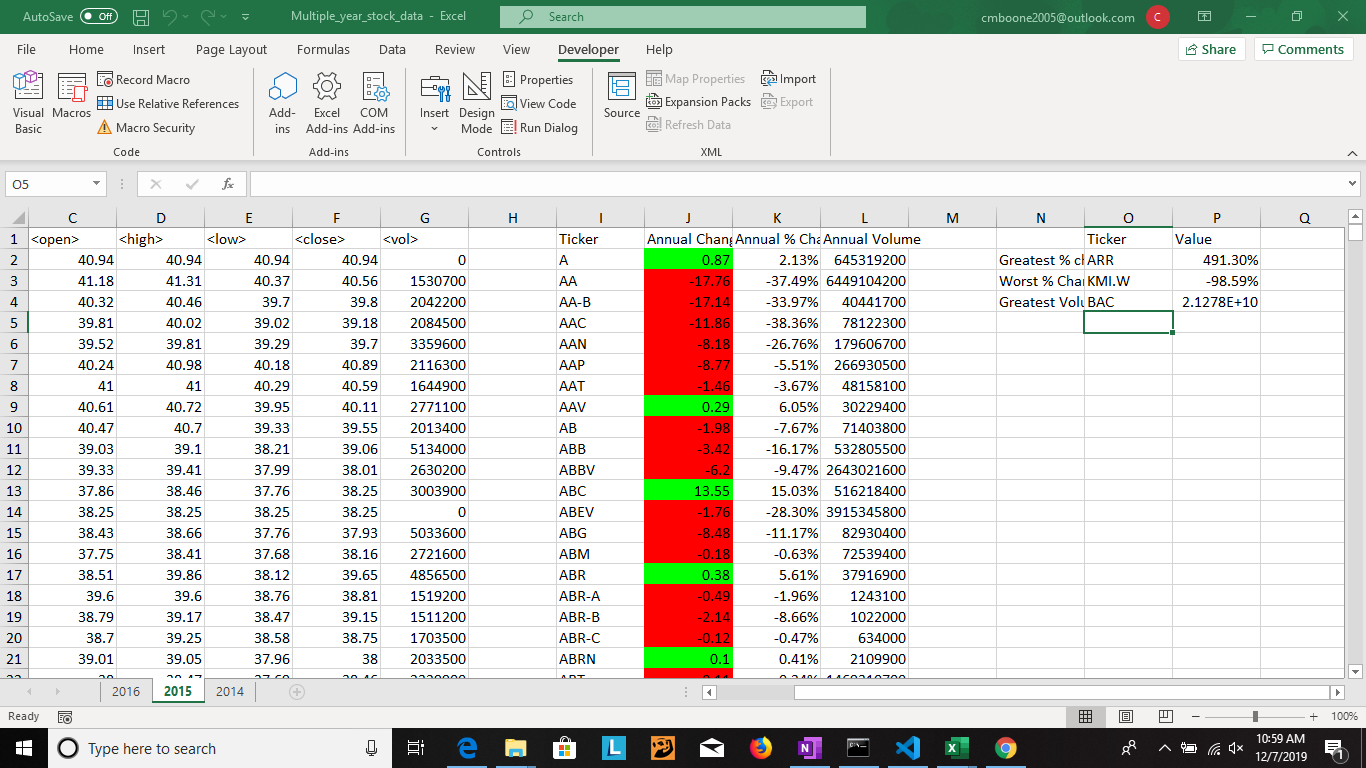 AutoSave Off Multiple_year_stock_data - Excel Search cmboone2005@outlook.com C
File Home Insert Page Layout Formulas Data Review View Developer Help Share Comments
Visual Basic Macros Record Macro Use Relative References Macro Security
Add-ins Excel Add-ins COM Add-ins
Insert Design Mode Properties View Code Run Dialog
Source Map Properties Expansion Packs Refresh Data Import Export
Code Add-ins Controls XML
O5 fx
C D E F G H I J K L M N O P Q
1 <open> <high> <low> <close> <vol> Ticker Annual Chang Annual % Cha Annual Volume Ticker Value
2 40.94 40.94 40.94 40.94 0 A 0.87 2.13% 645319200 Greatest % cl ARR 491.30%
3 41.18 41.31 40.37 40.56 1530700 AA -17.76 -37.49% 6449104200 Worst % Chai KMI.W -98.59%
4 40.32 40.46 39.7 39.8 2042200 AA-B -17.14 -33.97% 40441700 Greatest Volu BAC 2.1278E+10
5 39.81 40.02 39.02 39.18 2084500 AAC -11.86 -38.36% 78122300
6 39.52 39.81 39.29 39.7 3359600 AAN -8.18 -26.76% 179606700
7 40.24 40.98 40.18 40.89 2116300 AAP -8.77 -5.51% 266930500
8 41 41 40.29 40.59 1644900 AAT -1.46 -3.67% 48158100
9 40.61 40.72 39.95 40.11 2771100 AAV 0.29 6.05% 30229400
10 40.47 40.7 39.33 39.55 2013400 AB -1.98 -7.67% 71403800
11 39.03 39.1 38.21 39.06 5134000 ABB -3.42 -16.17% 532805500
12 39.33 39.41 37.99 38.01 2630200 ABBV -6.2 -9.47% 2643021600
13 37.86 38.46 37.76 38.25 3003900 ABC 13.55 15.03% 516218400
14 38.25 38.25 38.25 38.25 0 ABEV -1.76 -28.30% 3915345800
15 38.43 38.66 37.76 37.93 5033600 ABG -8.48 -11.17% 82930400
16 37.75 38.41 37.68 38.16 2721600 ABM -0.18 -0.63% 72539400
17 38.51 39.86 38.12 39.65 4856500 ABR 0.38 5.61% 37916900
18 39.6 39.6 38.76 38.81 1519200 ABR-A -0.49 -1.96% 1243100
19 38.79 39.17 38.47 39.15 1511200 ABR-B -2.14 -8.66% 1022000
20 38.7 39.25 38.58 38.75 1703500 ABR-C -0.12 -0.47% 634000
21 39.01 39.05 37.96 38 2033500 ABRN 0.1 0.41% 2109900
2016 2015 2014
Ready 100%
Type here to search 10:59 AM
12/7/2019 1